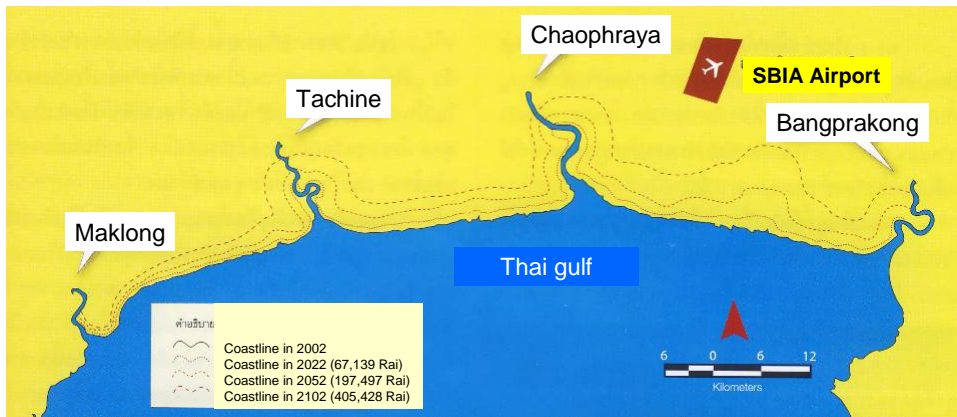 Chaophraya
SBIA Airport
Tachine
Bangprakong
Maklong
Thai gulf
คำอธิบาย
Coastline in 2002
Coastline in 2022 (67,139 Rai)
Coastline in 2052 (197,497 Rai)
Coastline in 2102 (405,428 Rai)
6 0 6 12
Kilometers